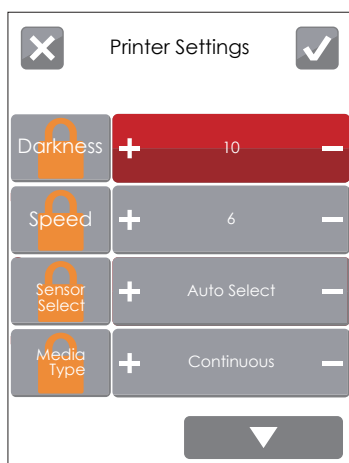 Printer Settings
Darkness
+ 10 −
Speed
+ 6 −
Sensor
Select
+ Auto Select −
Media
Type
+ Continuous −